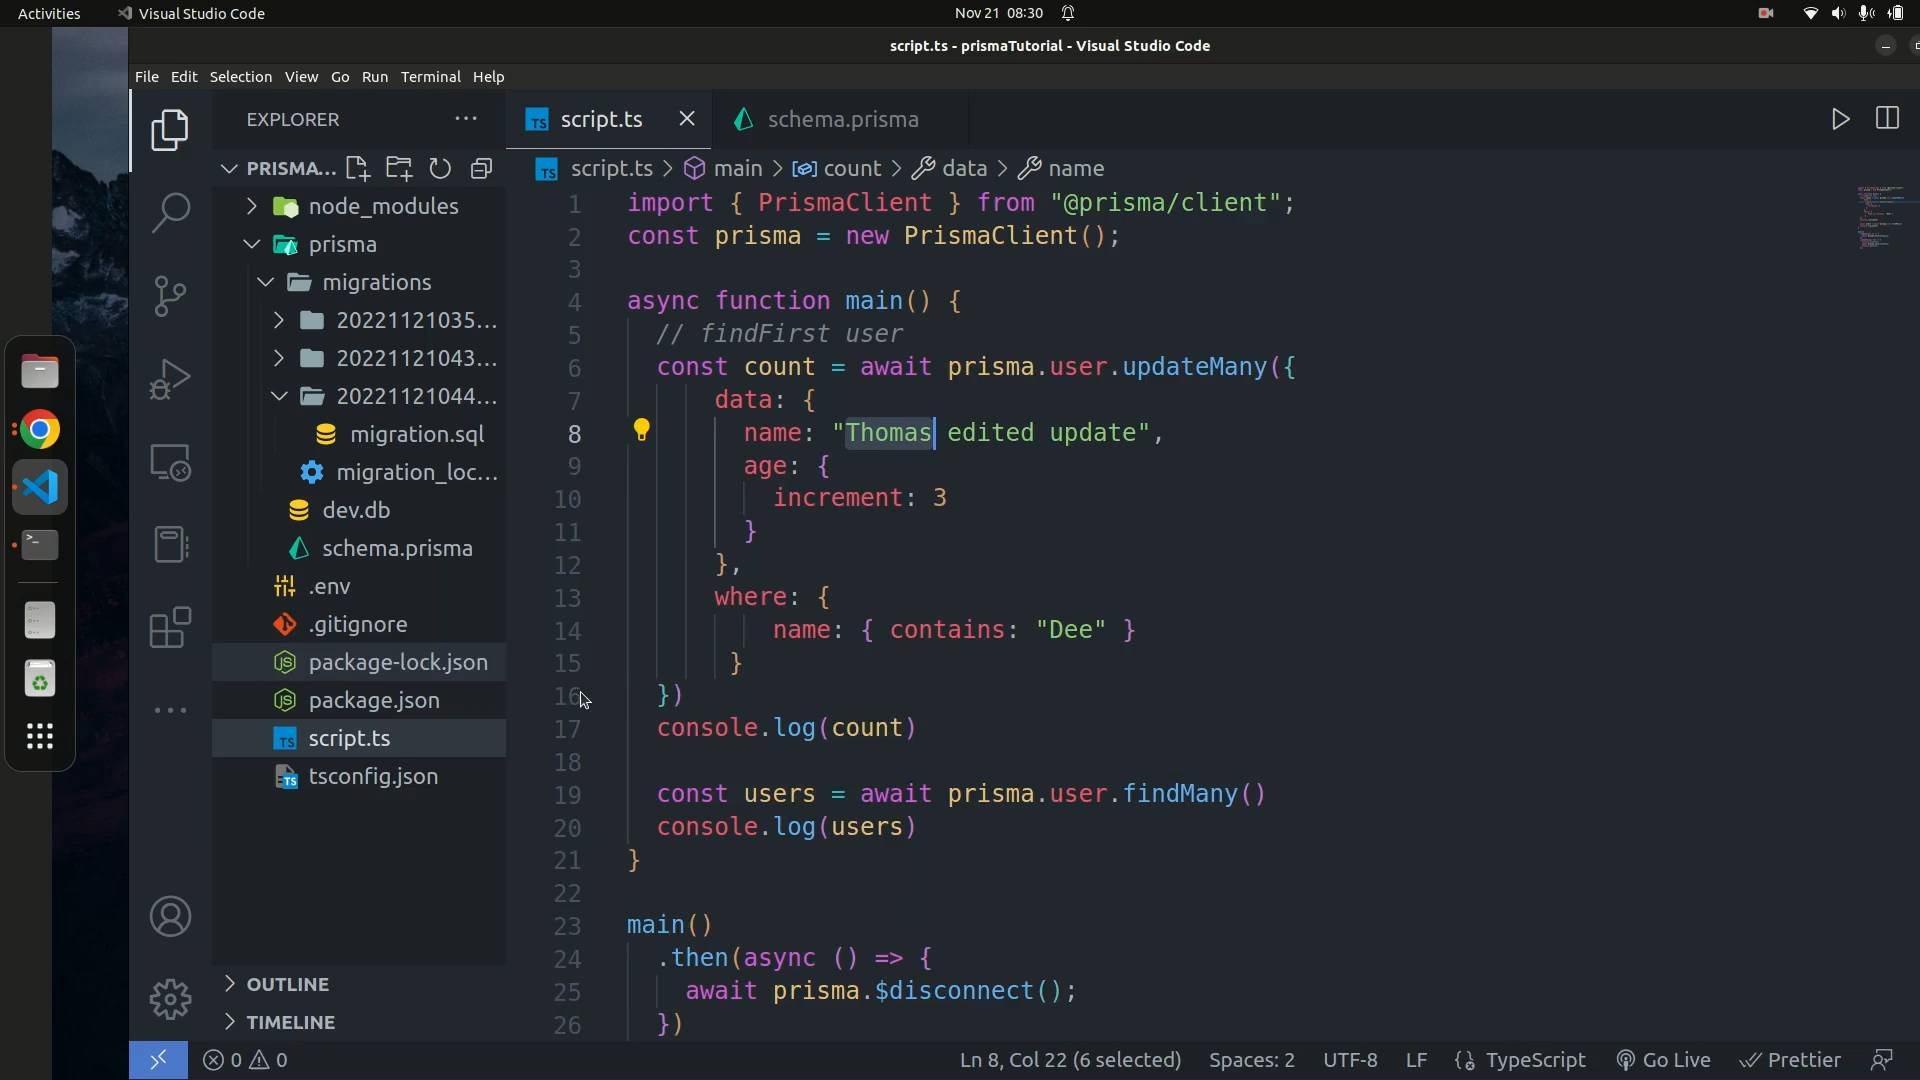 Activities
Visual Studio Code
Nov 21 08:30
script.ts - prismaTutorial - Visual Studio Code
File Edit Selection View Go Run Terminal Help
EXPLORER
TS script.ts
schema.prisma
PRISMA...
TS script.ts > main > count > data > name
node_modules
prisma
migrations
20221121035...
20221121043...
20221121044...
migration.sql
migration_loc...
dev.db
schema.prisma
.env
.gitignore
JS package-lock.json
JS package.json
TS script.ts
TS tsconfig.json
OUTLINE
TIMELINE
1 import { PrismaClient } from "@prisma/client";
2 const prisma = new PrismaClient();
3
4 async function main() {
5 // findFirst user
6 const count = await prisma.user.updateMany({
7 data: {
8 name: "Thomas edited update",
9 age: {
10 increment: 3
11 }
12 },
13 where: {
14 name: { contains: "Dee" }
15 }
16 })
17 console.log(count)
18
19 const users = await prisma.user.findMany()
20 console.log(users)
21 }
22
23 main()
24 .then(async () => {
25 await prisma.$disconnect();
26 })
0 0
Ln 8, Col 22 (6 selected) Spaces: 2 UTF-8 LF TypeScript Go Live Prettier